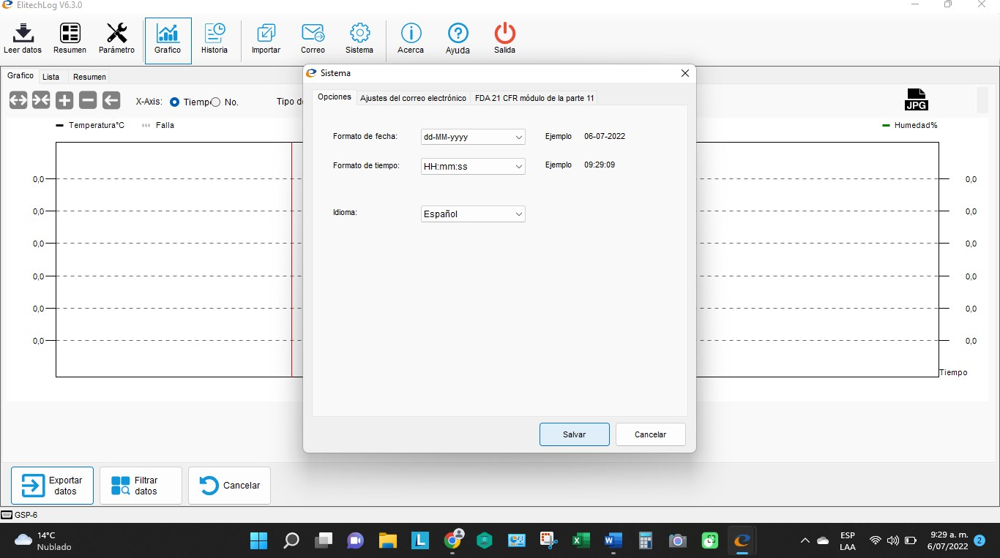 ElitechLog V6.3.0
Leer datos Resumen Parámetro Grafico Historia Importar Correo Sistema Acerca Ayuda Salida
Grafico Lista Resumen
X-Axis: Tiemp No. Tipo d
JPG
Temperatura°C Falla Humedad%
0,0 0,0
0,0 0,0
0,0 0,0
0,0 0,0
0,0 0,0
0,0 0,0
Tiempo
Sistema
Opciones Ajustes del correo electrónico FDA 21 CFR módulo de la parte 11
Formato de fecha: dd-MM-yyyy Ejemplo 06-07-2022
Formato de tiempo: HH:mm:ss Ejemplo 09:29:09
Idioma: Español
Salvar Cancelar
Exportar datos
Filtrar datos
Cancelar
GSP-6
14°C
Nublado
ESP
LAA
9:29 a. m.
6/07/2022
2